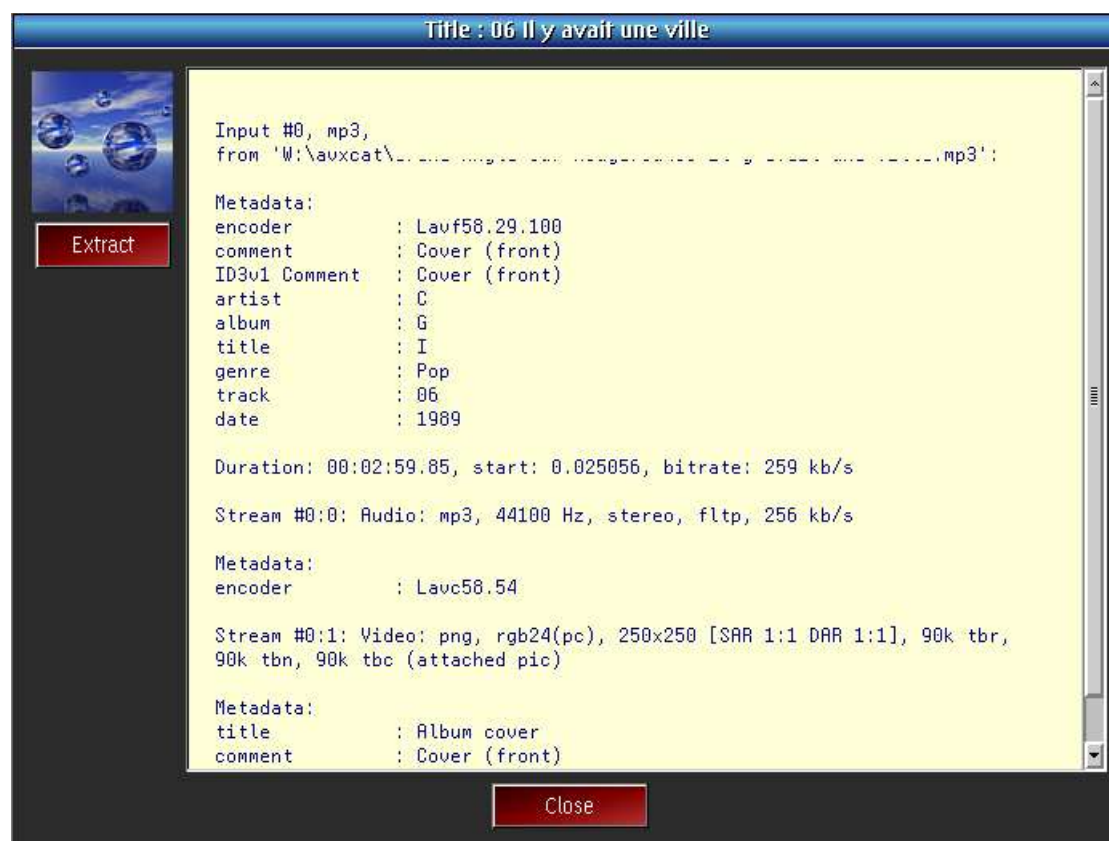 Title : 06 Il y avait une ville
Extract
Input #0, mp3,
from 'W:\avxcat\ .mp3':
Metadata:
encoder : Lavf58.29.100
comment : Cover (front)
ID3v1 Comment : Cover (front)
artist : C
album : G
title : I
genre : Pop
track : 06
date : 1989
Duration: 00:02:59.85, start: 0.025056, bitrate: 259 kb/s
Stream #0:0: Audio: mp3, 44100 Hz, stereo, fltp, 256 kb/s
Metadata:
encoder : Lavc58.54
Stream #0:1: Video: png, rgb24(pc), 250x250 [SAR 1:1 DAR 1:1], 90k tbr,
90k tbn, 90k tbc (attached pic)
Metadata:
title : Album cover
comment : Cover (front)
Close